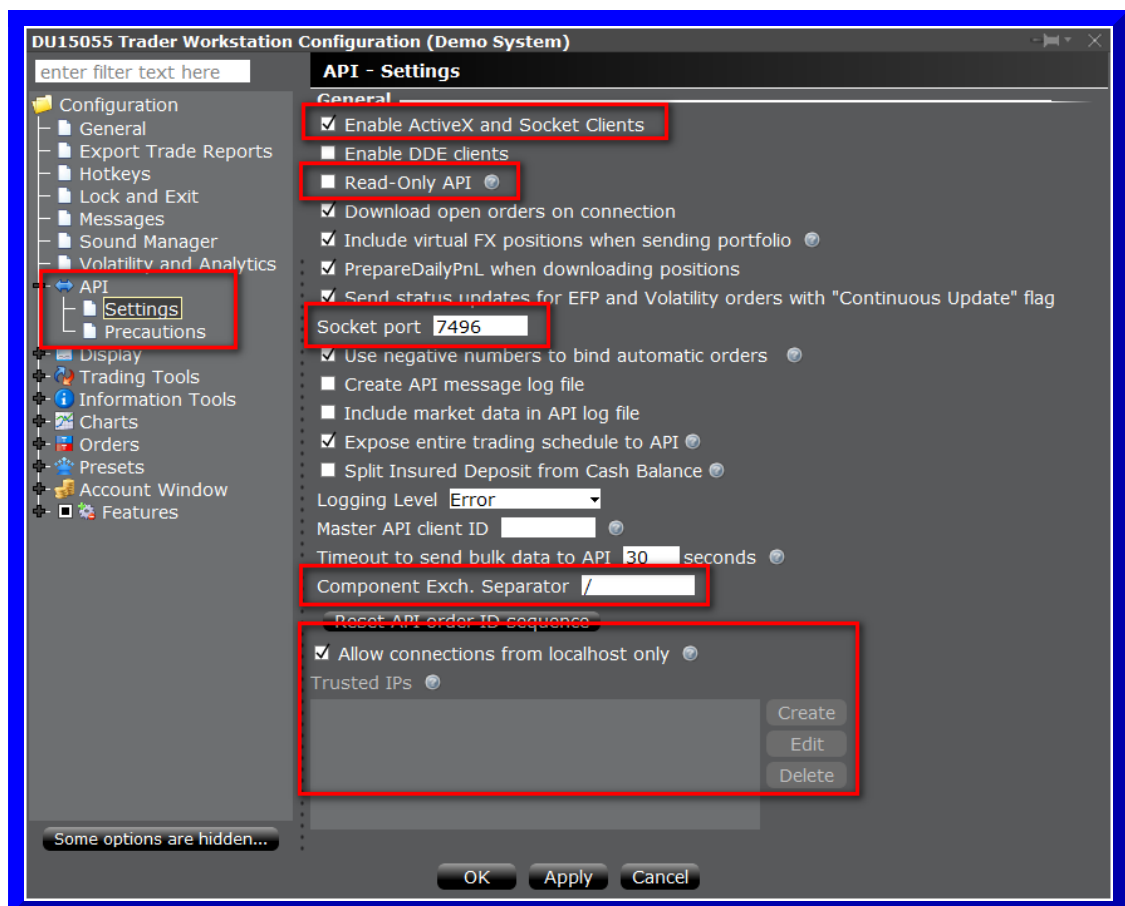 DU15055 Trader Workstation Configuration (Demo System)
enter filter text here
Configuration
General
Export Trade Reports
Hotkeys
Lock and Exit
Messages
Sound Manager
Volatility and Analytics
API
Settings
Precautions
Display
Trading Tools
Information Tools
Charts
Orders
Presets
Account Window
Features
Some options are hidden...
API - Settings
General
Enable ActiveX and Socket Clients
Enable DDE clients
Read-Only API
Download open orders on connection
Include virtual FX positions when sending portfolio
PrepareDailyPnL when downloading positions
Send status updates for EFP and Volatility orders with "Continuous Update" flag
Socket port 7496
Use negative numbers to bind automatic orders
Create API message log file
Include market data in API log file
Expose entire trading schedule to API
Split Insured Deposit from Cash Balance
Logging Level Error
Master API client ID
Timeout to send bulk data to API 30 seconds
Component Exch. Separator /
Reset API order ID sequence
Allow connections from localhost only
Trusted IPs
Create
Edit
Delete
OK Apply Cancel